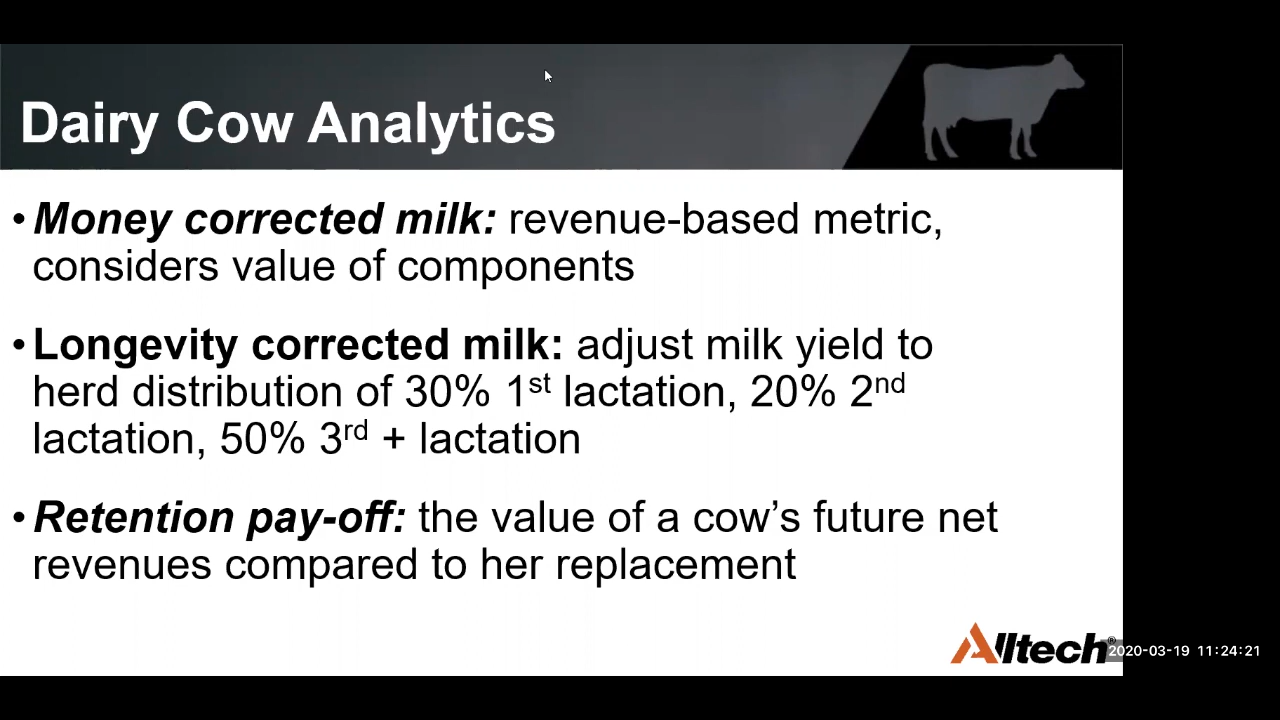 Dairy Cow Analytics
• Money corrected milk: revenue-based metric,
considers value of components
• Longevity corrected milk: adjust milk yield to
herd distribution of 30% 1st lactation, 20% 2nd
lactation, 50% 3rd + lactation
• Retention pay-off: the value of a cow’s future net
revenues compared to her replacement
Alltech®
2020-03-19 11:24:21